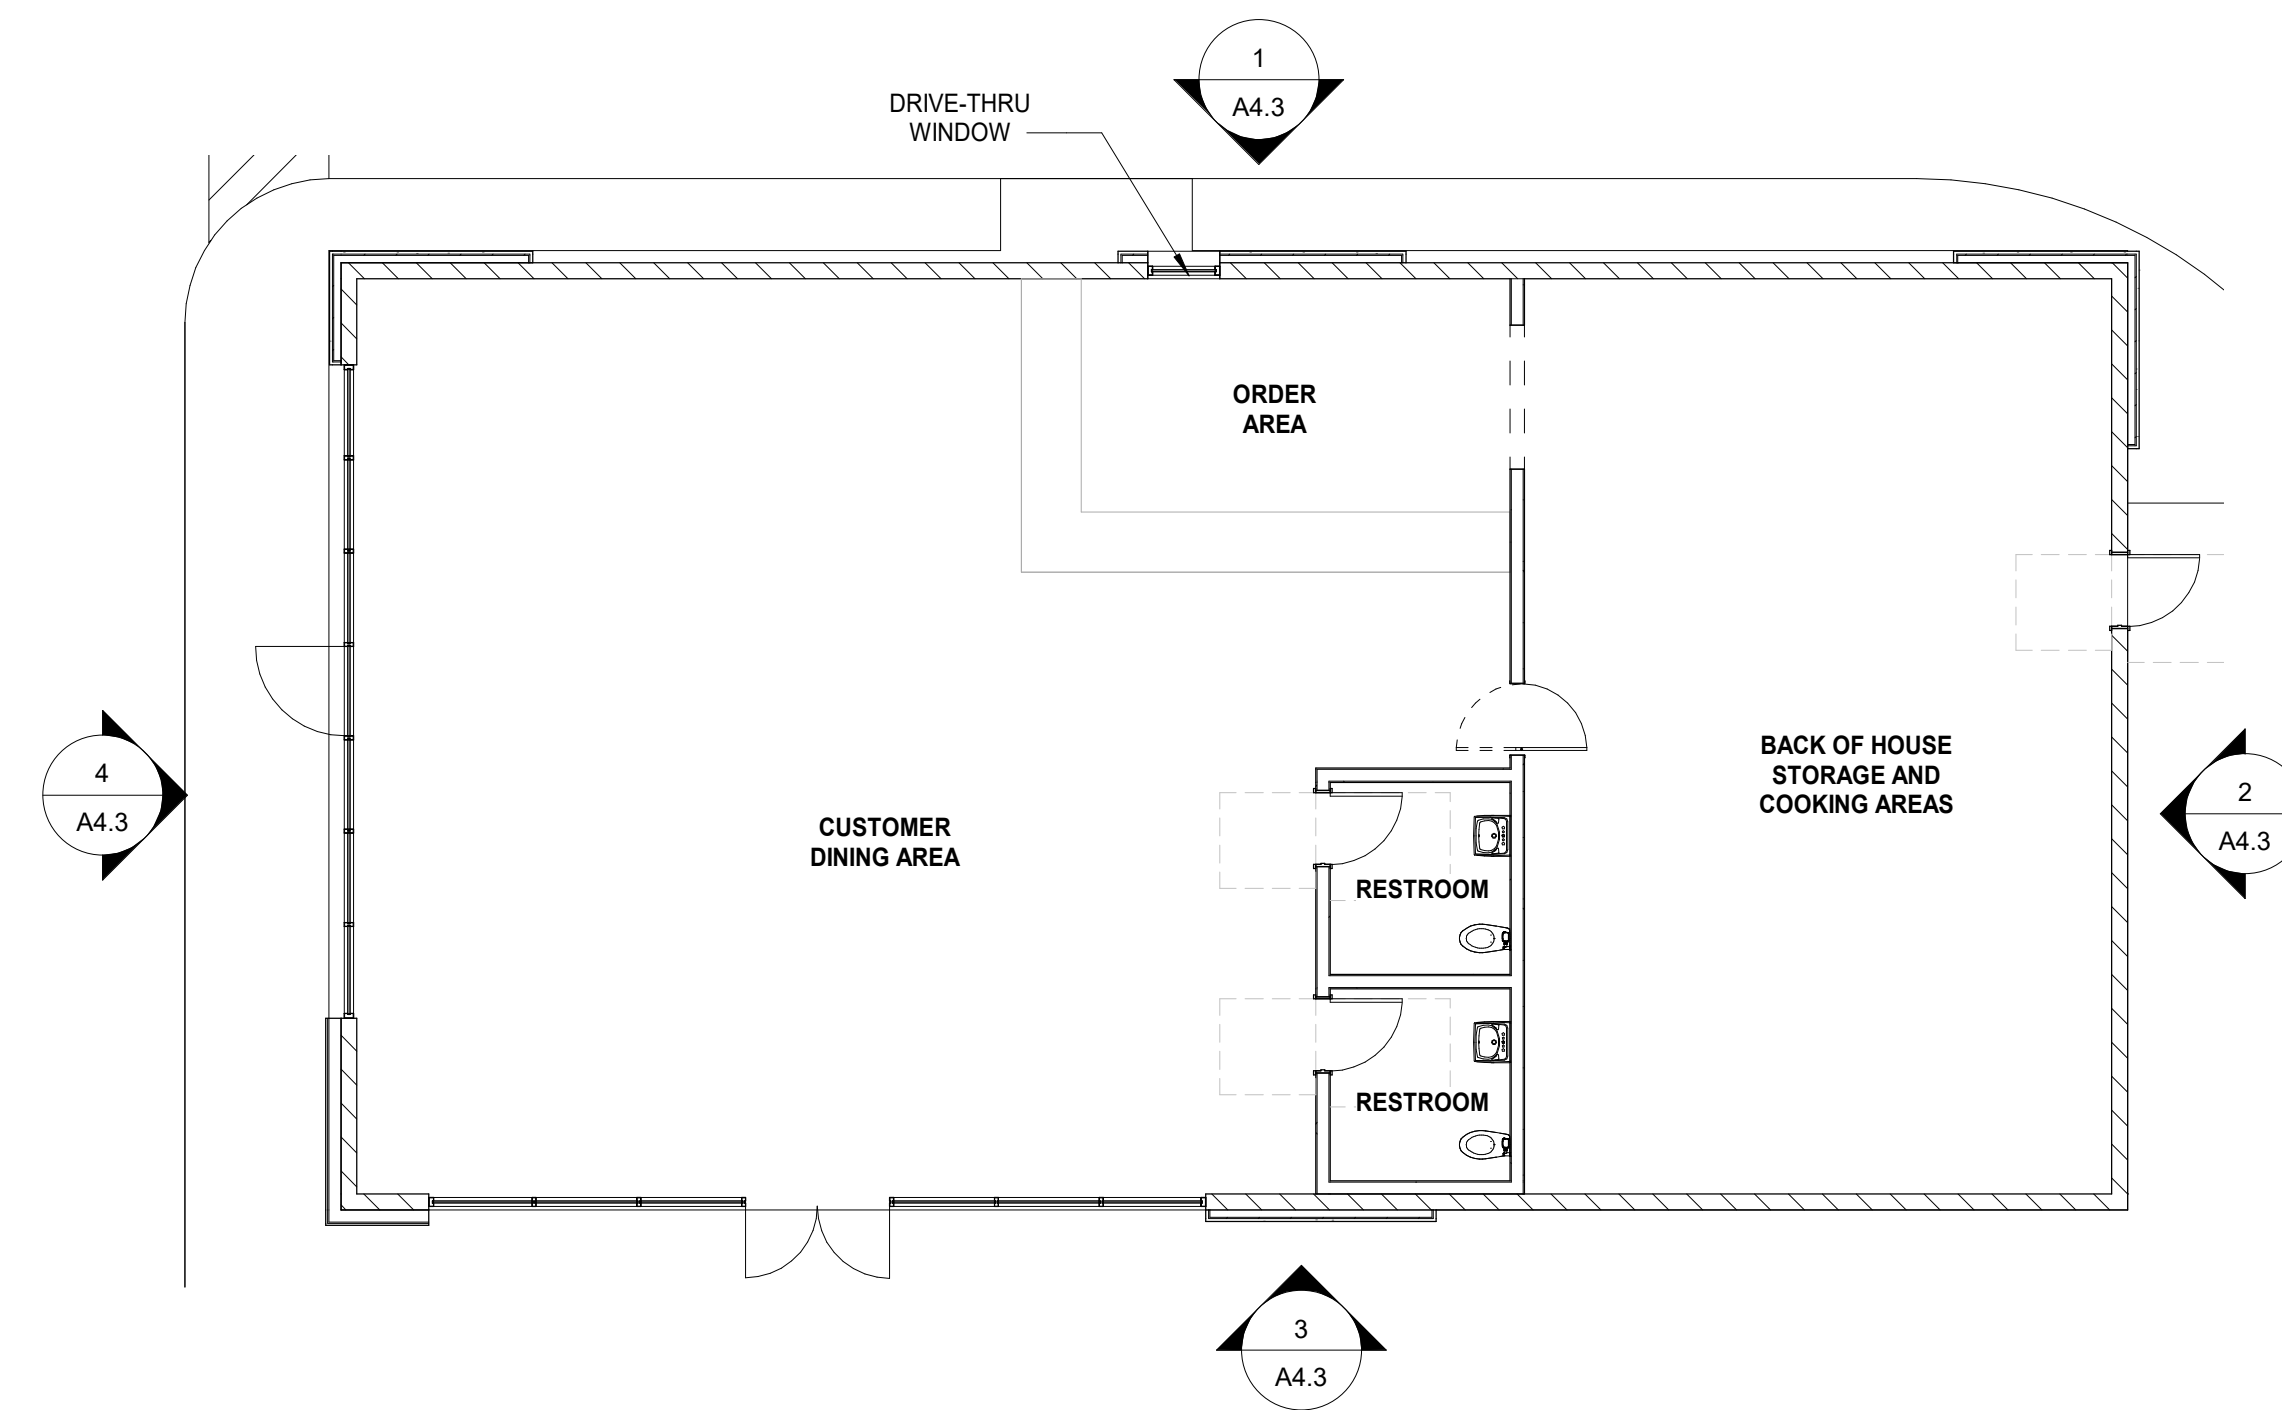 1
A4.3
DRIVE-THRU
WINDOW
ORDER
AREA
4
A4.3
CUSTOMER
DINING AREA
BACK OF HOUSE
STORAGE AND
COOKING AREAS
2
A4.3
RESTROOM
RESTROOM
3
A4.3